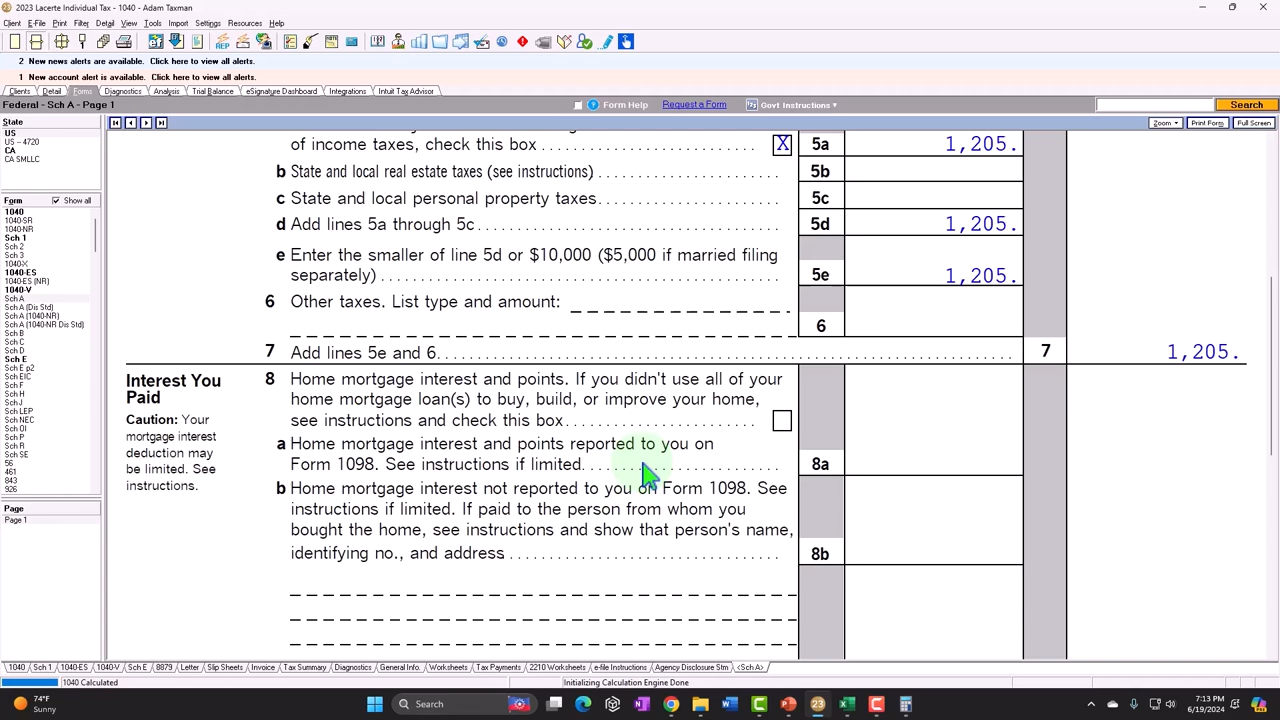 2023 Lacerte Individual Tax - 1040 - Adam Taxman
Client E-File Print Filter Detail View Tools Import Settings Resources Help
2 New news alerts are available. Click here to view all alerts.
1 New account alert is available. Click here to view all alerts.
Clients Detail Forms Diagnostics Analysis Trial Balance eSignature Dashboard Integrations Intuit Tax Advisor
Federal - Sch A - Page 1 Form Help Request a Form Govt Instructions Search
Zoom Print Form Full Screen
State
US
US - 4720
CA
CA SMLLC
Form Show all
1040
1040-SR
1040-NR
Sch 1
Sch 2
Sch 3
1040-X
1040-ES
1040-ES (NR)
1040-V
Sch A
Sch A (Dis Std)
Sch A (1040-NR)
Sch A (1040-NR Dis Std)
Sch B
Sch C
Sch D
Sch E
Sch E p2
Sch EIC
Sch F
Sch H
Sch J
Sch LEP
Sch NEC
Sch OI
Sch P
Sch R
Sch SE
56
461
843
926
Page
Page 1
of income taxes, check this box X 5a 1,205.
b State and local real estate taxes (see instructions) 5b
c State and local personal property taxes 5c
d Add lines 5a through 5c 5d 1,205.
e Enter the smaller of line 5d or $10,000 ($5,000 if married filing
separately) 5e 1,205.
6 Other taxes. List type and amount:
6
7 Add lines 5e and 6 7 1,205.
Interest You
Paid
Caution: Your
mortgage interest
deduction may
be limited. See
instructions.
8 Home mortgage interest and points. If you didn't use all of your
home mortgage loan(s) to buy, build, or improve your home,
see instructions and check this box
a Home mortgage interest and points reported to you on
Form 1098. See instructions if limited 8a
b Home mortgage interest not reported to you on Form 1098. See
instructions if limited. If paid to the person from whom you
bought the home, see instructions and show that person's name,
identifying no., and address 8b
1040 Sch 1 1040-ES 1040-V Sch E 8879 Letter Slip Sheets Invoice Tax Summary Diagnostics General Info. Worksheets Tax Payments 2210 Worksheets e-file Instructions Agency Disclosure Stm <Sch A>
1040 Calculated Initializing Calculation Engine Done
74°F
Sunny
Search
23
7:13 PM
6/19/2024